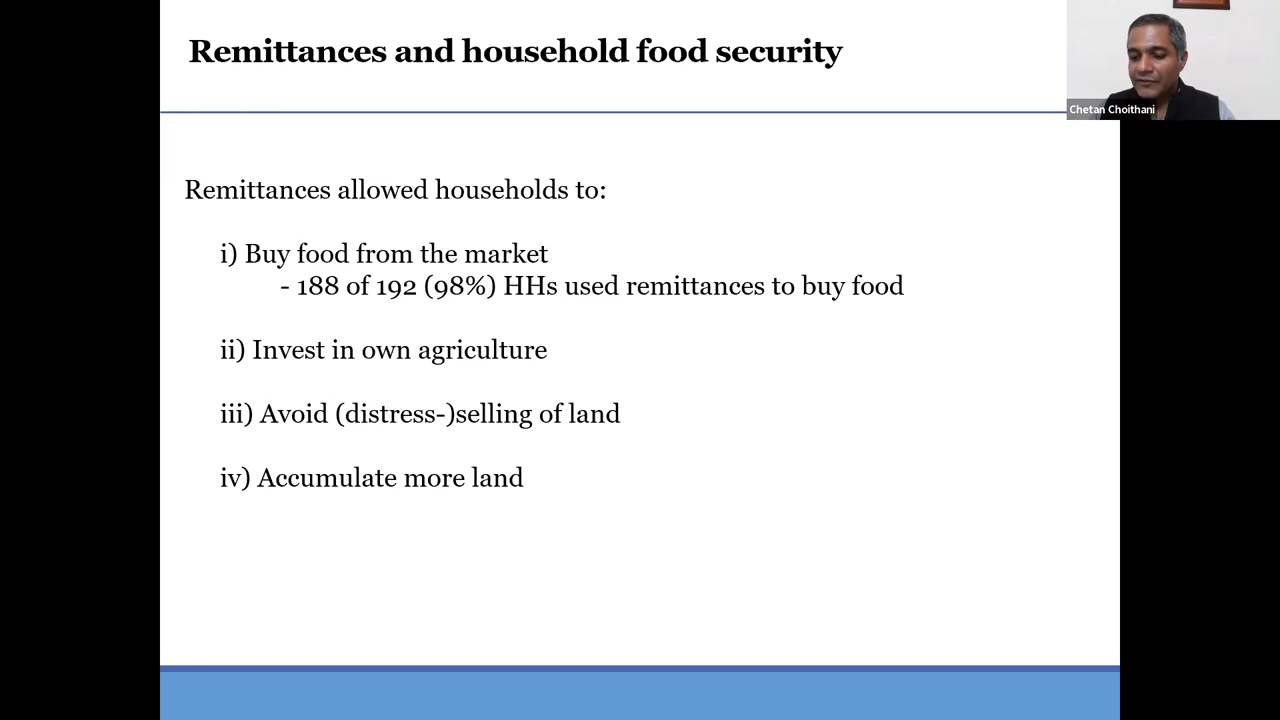 Remittances and household food security
Chetan Choithani
Remittances allowed households to:
i) Buy food from the market
- 188 of 192 (98%) HHs used remittances to buy food
ii) Invest in own agriculture
iii) Avoid (distress-)selling of land
iv) Accumulate more land